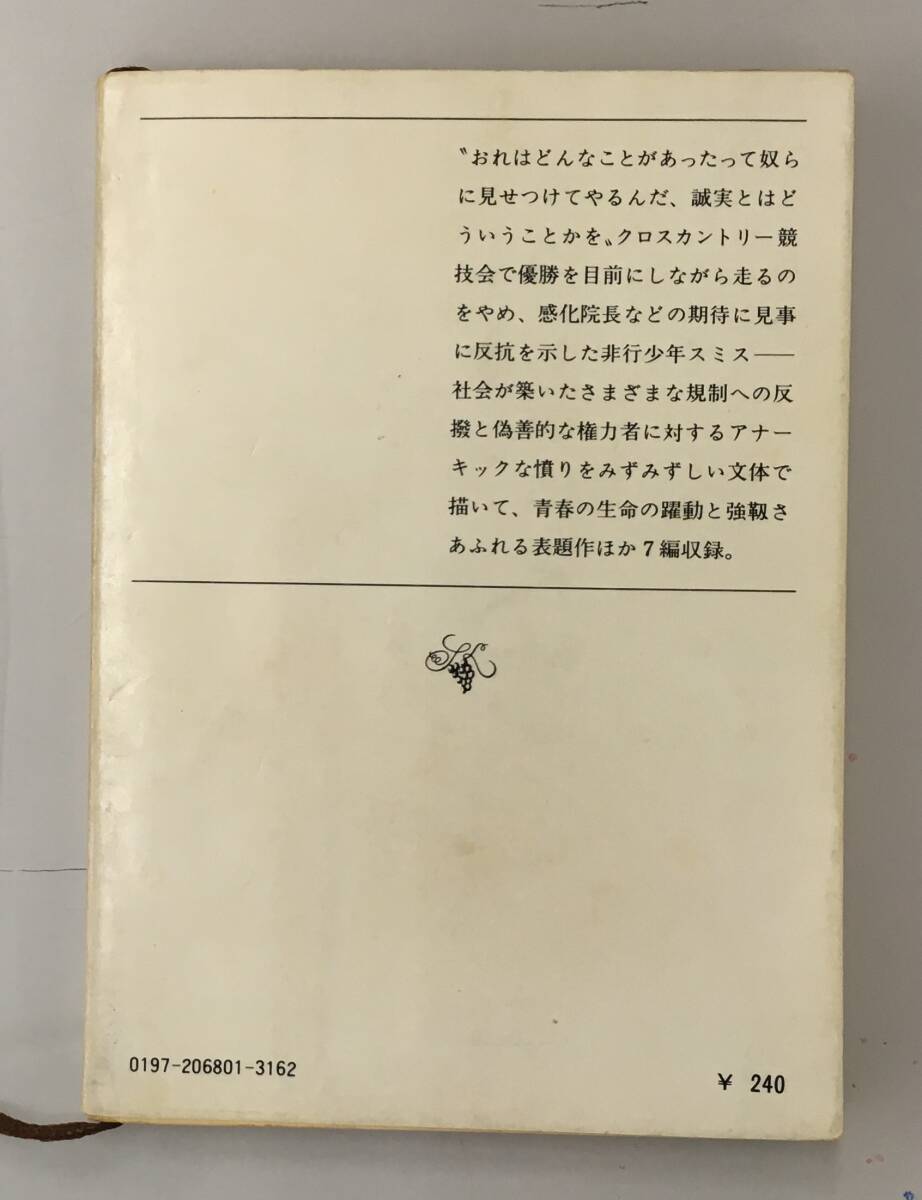 〝おれはどんなことがあったって奴ら
に見せつけてやるんだ、誠実とはど
ういうことかを〟クロスカントリー競
技会で優勝を目前にしながら走るの
をやめ、感化院長などの期待に見事
に反抗を示した非行少年スミス――
社会が築いたさまざまな規制への反
撥と偽善的な権力者に対するアナー
キックな憤りをみずみずしい文体で
描いて、青春の生命の躍動と強靱さ
あふれる表題作ほか7編収録。
0197-206801-3162
¥ 240